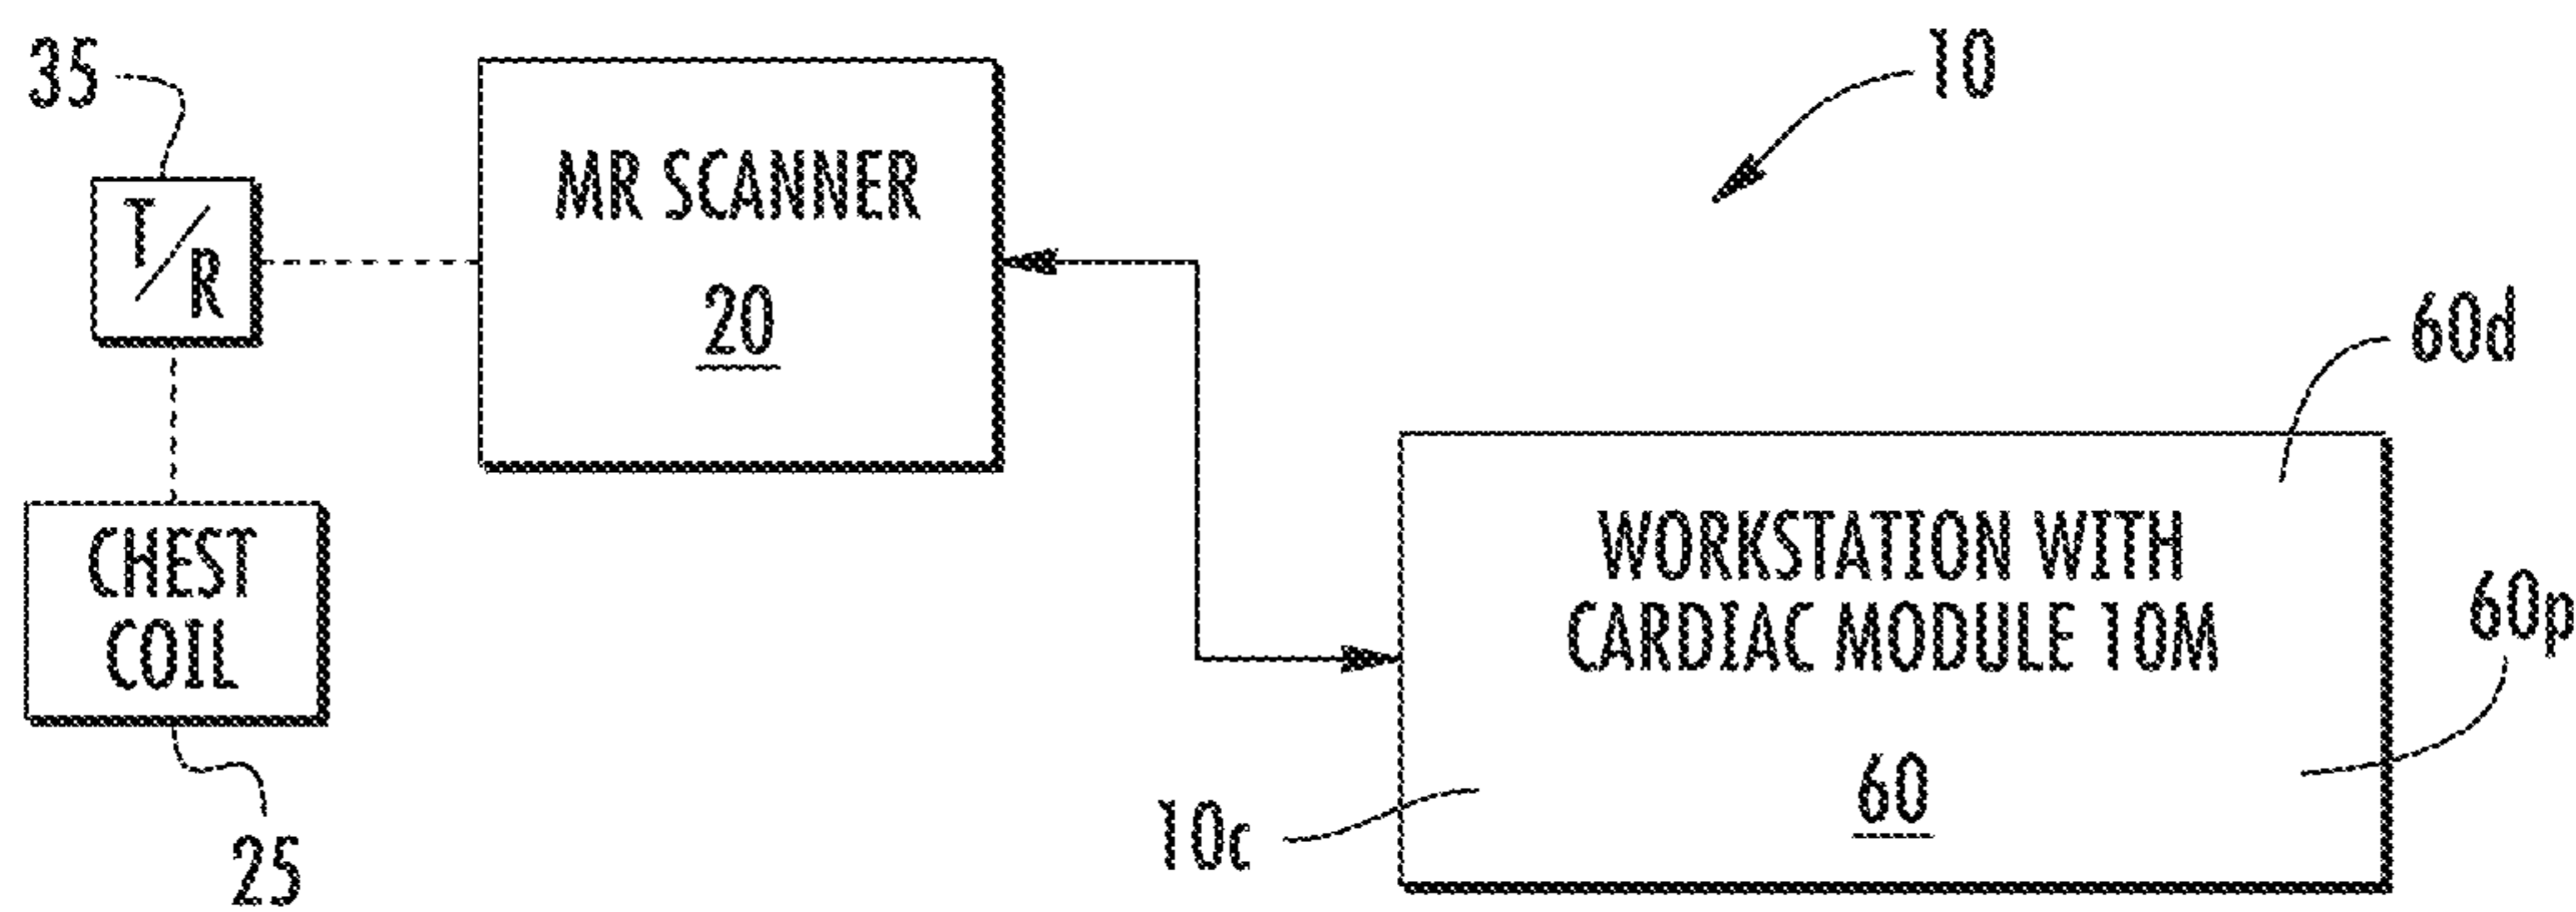 35
10
MR SCANNER
20
T/R
60d
CHEST
COIL
WORKSTATION WITH
CARDIAC MODULE 10M
60
60p
10c
25